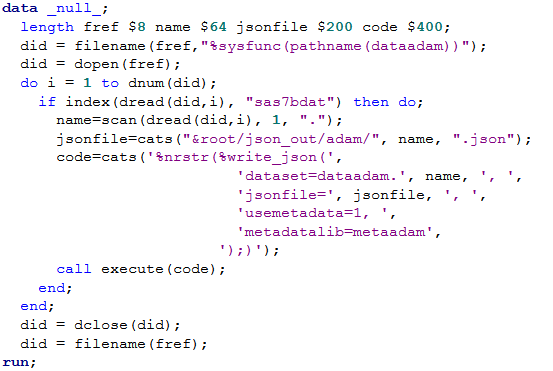 data _null_;
  length fref $8 name $64 jsonfile $200 code $400;
  did = filename(fref,"%sysfunc(pathname(dataadam))");
  did = dopen(fref);
  do i = 1 to dnum(did);
    if index(dread(did,i), "sas7bdat") then do;
      name=scan(dread(did,i), 1, ".");
      jsonfile=cats("&root/json_out/adam/", name, ".json");
      code=cats('%nrstr(%write_json(',
                       'dataset=dataadam.', name, ', ',
                       'jsonfile=', jsonfile, ', ',
                       'usemetadata=1, ',
                       'metadatalib=metaadam',
                     ');)');
      call execute(code);
    end;
  end;
  did = dclose(did);
  did = filename(fref);
run;